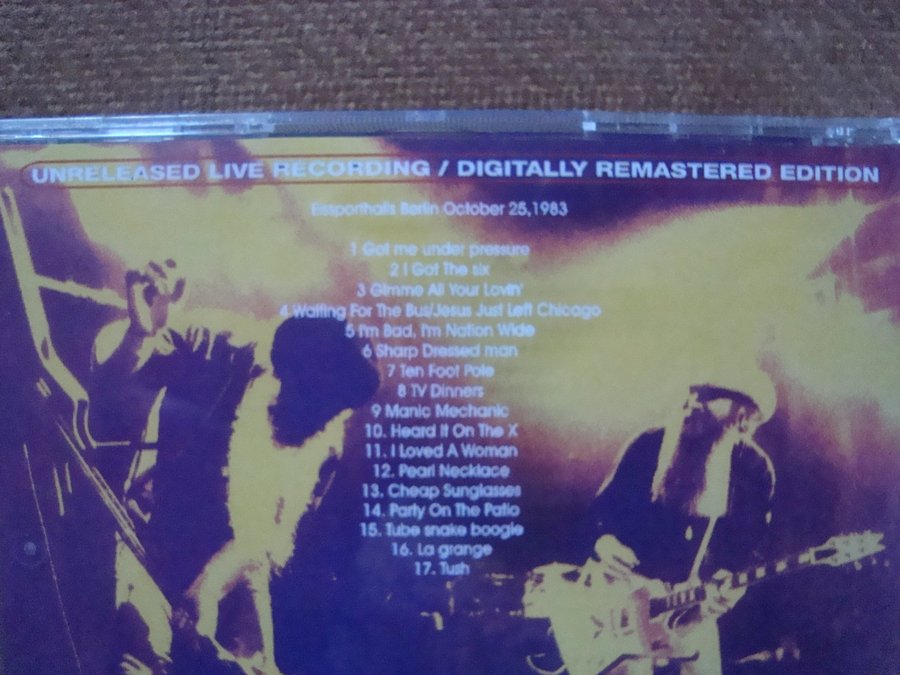 UNRELEASED LIVE RECORDING / DIGITALLY REMASTERED EDITION
Eissporthalls Berlin October 25,1983
1 Got me under pressure
2 I Got The six
3 Gimme All Your Lovin'
4 Waiting For The Bus/Jesus Just Left Chicago
5 I'm Bad, I'm Nation Wide
6 Sharp Dressed man
7 Ten Foot Pole
8 TV Dinners
9 Manic Mechanic
10. Heard It On The X
11. I Loved A Woman
12. Pearl Necklace
13. Cheap Sunglasses
14. Party On The Patio
15. Tube snake boogie
16. La grange
17. Tush